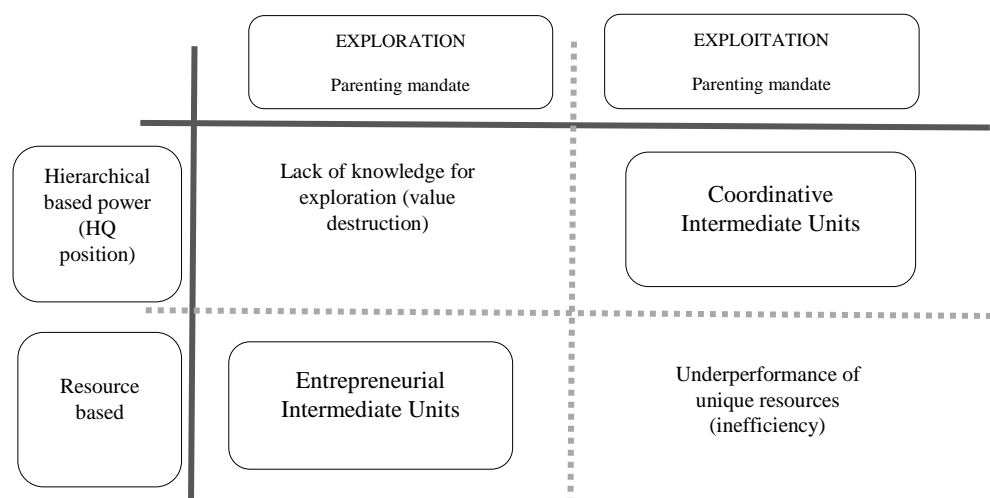 EXPLORATION
Parenting mandate
EXPLOITATION
Parenting mandate
Hierarchical
based power
(HQ
position)
Lack of knowledge for
exploration (value
destruction)
Coordinative
Intermediate Units
Resource
based
Entrepreneurial
Intermediate Units
Underperformance of
unique resources
(inefficiency)